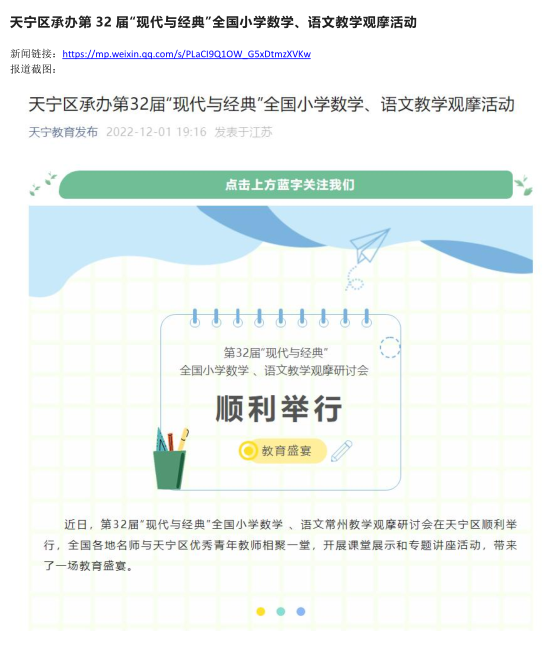 天宁区承办第 32 届“现代与经典”全国小学数学、语文教学观摩活动
新闻链接：https://mp.weixin.qq.com/s/PLaCI9Q1OW_G5xDtmzXVKw
报道截图：
天宁区承办第32届“现代与经典”全国小学数学、语文教学观摩活动
天宁教育发布 2022-12-01 19:16 发表于江苏
点击上方蓝字关注我们
第32届“现代与经典”
全国小学数学 、语文教学观摩研讨会
顺利举行
教育盛宴
近日，第32届“现代与经典”全国小学数学 、语文常州教学观摩研讨会在天宁区顺利举
行，全国各地名师与天宁区优秀青年教师相聚一堂，开展课堂展示和专题讲座活动，带来
了一场教育盛宴。